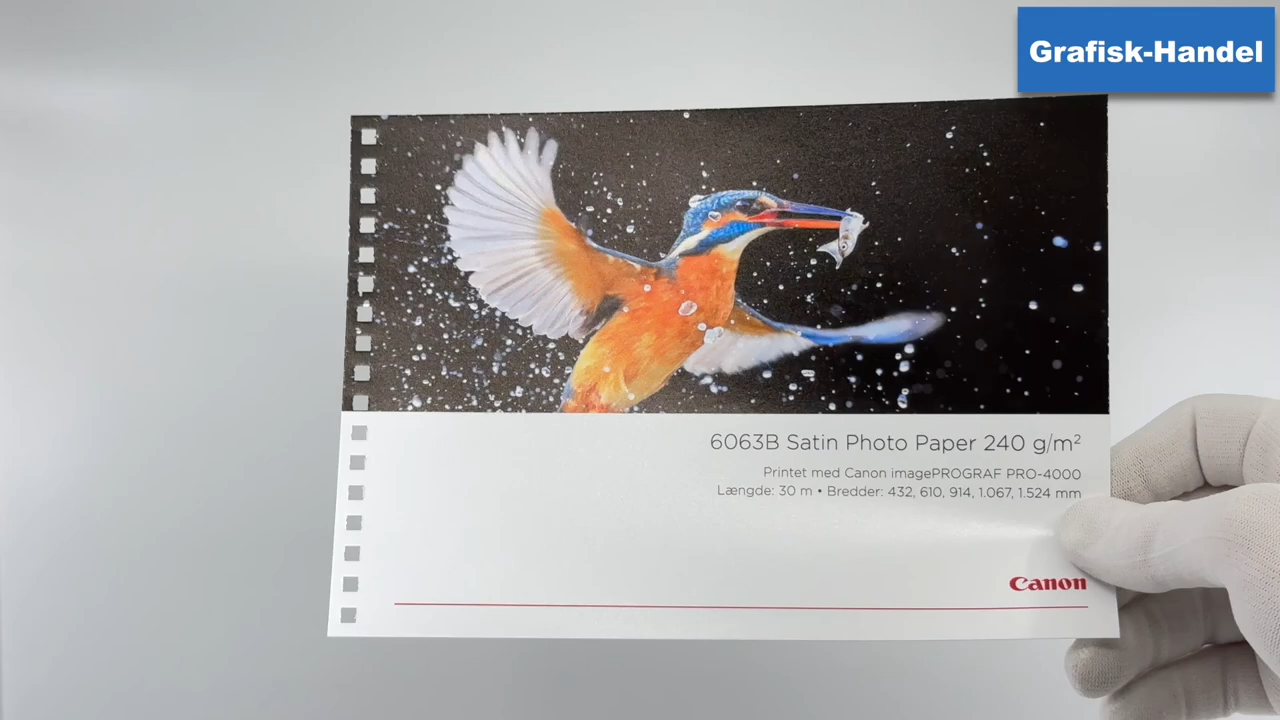 Grafisk-Handel
6063B Satin Photo Paper 240 g/m²
Printet med Canon imagePROGRAF PRO-4000
Længde: 30 m • Bredder: 432, 610, 914, 1.067, 1.524 mm
Canon